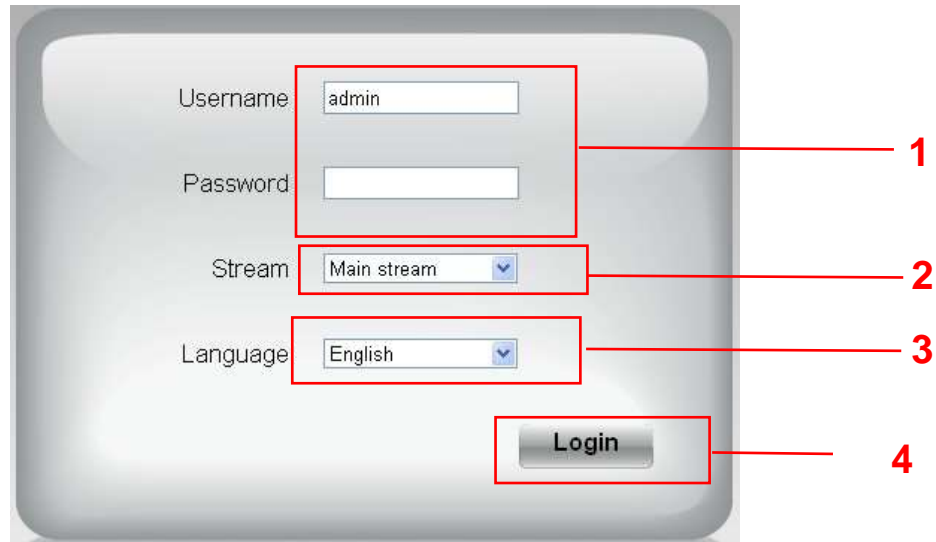 Username admin
1
Password
Stream Main stream
2
Language English
3
Login
4